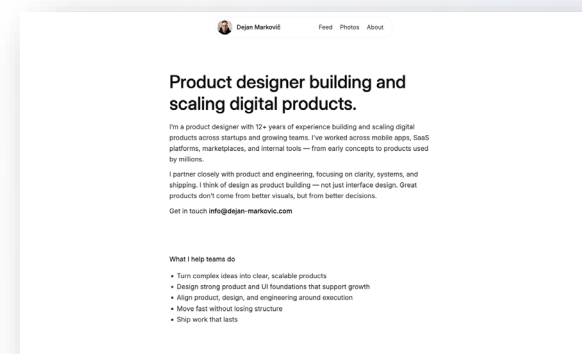 Dejan Markovič
Feed Photos About
Product designer building and
scaling digital products.
I'm a product designer with 12+ years of experience building and scaling digital
products across startups and growing teams. I've worked across mobile apps, SaaS
platforms, marketplaces, and internal tools — from early concepts to products used
by millions.
I partner closely with product and engineering, focusing on clarity, systems, and
shipping. I think of design as product building — not just interface design. Great
products don't come from better visuals, but from better decisions.
Get in touch info@dejan-markovic.com
What I help teams do
• Turn complex ideas into clear, scalable products
• Design strong product and UI foundations that support growth
• Align product, design, and engineering around execution
• Move fast without losing structure
• Ship work that lasts